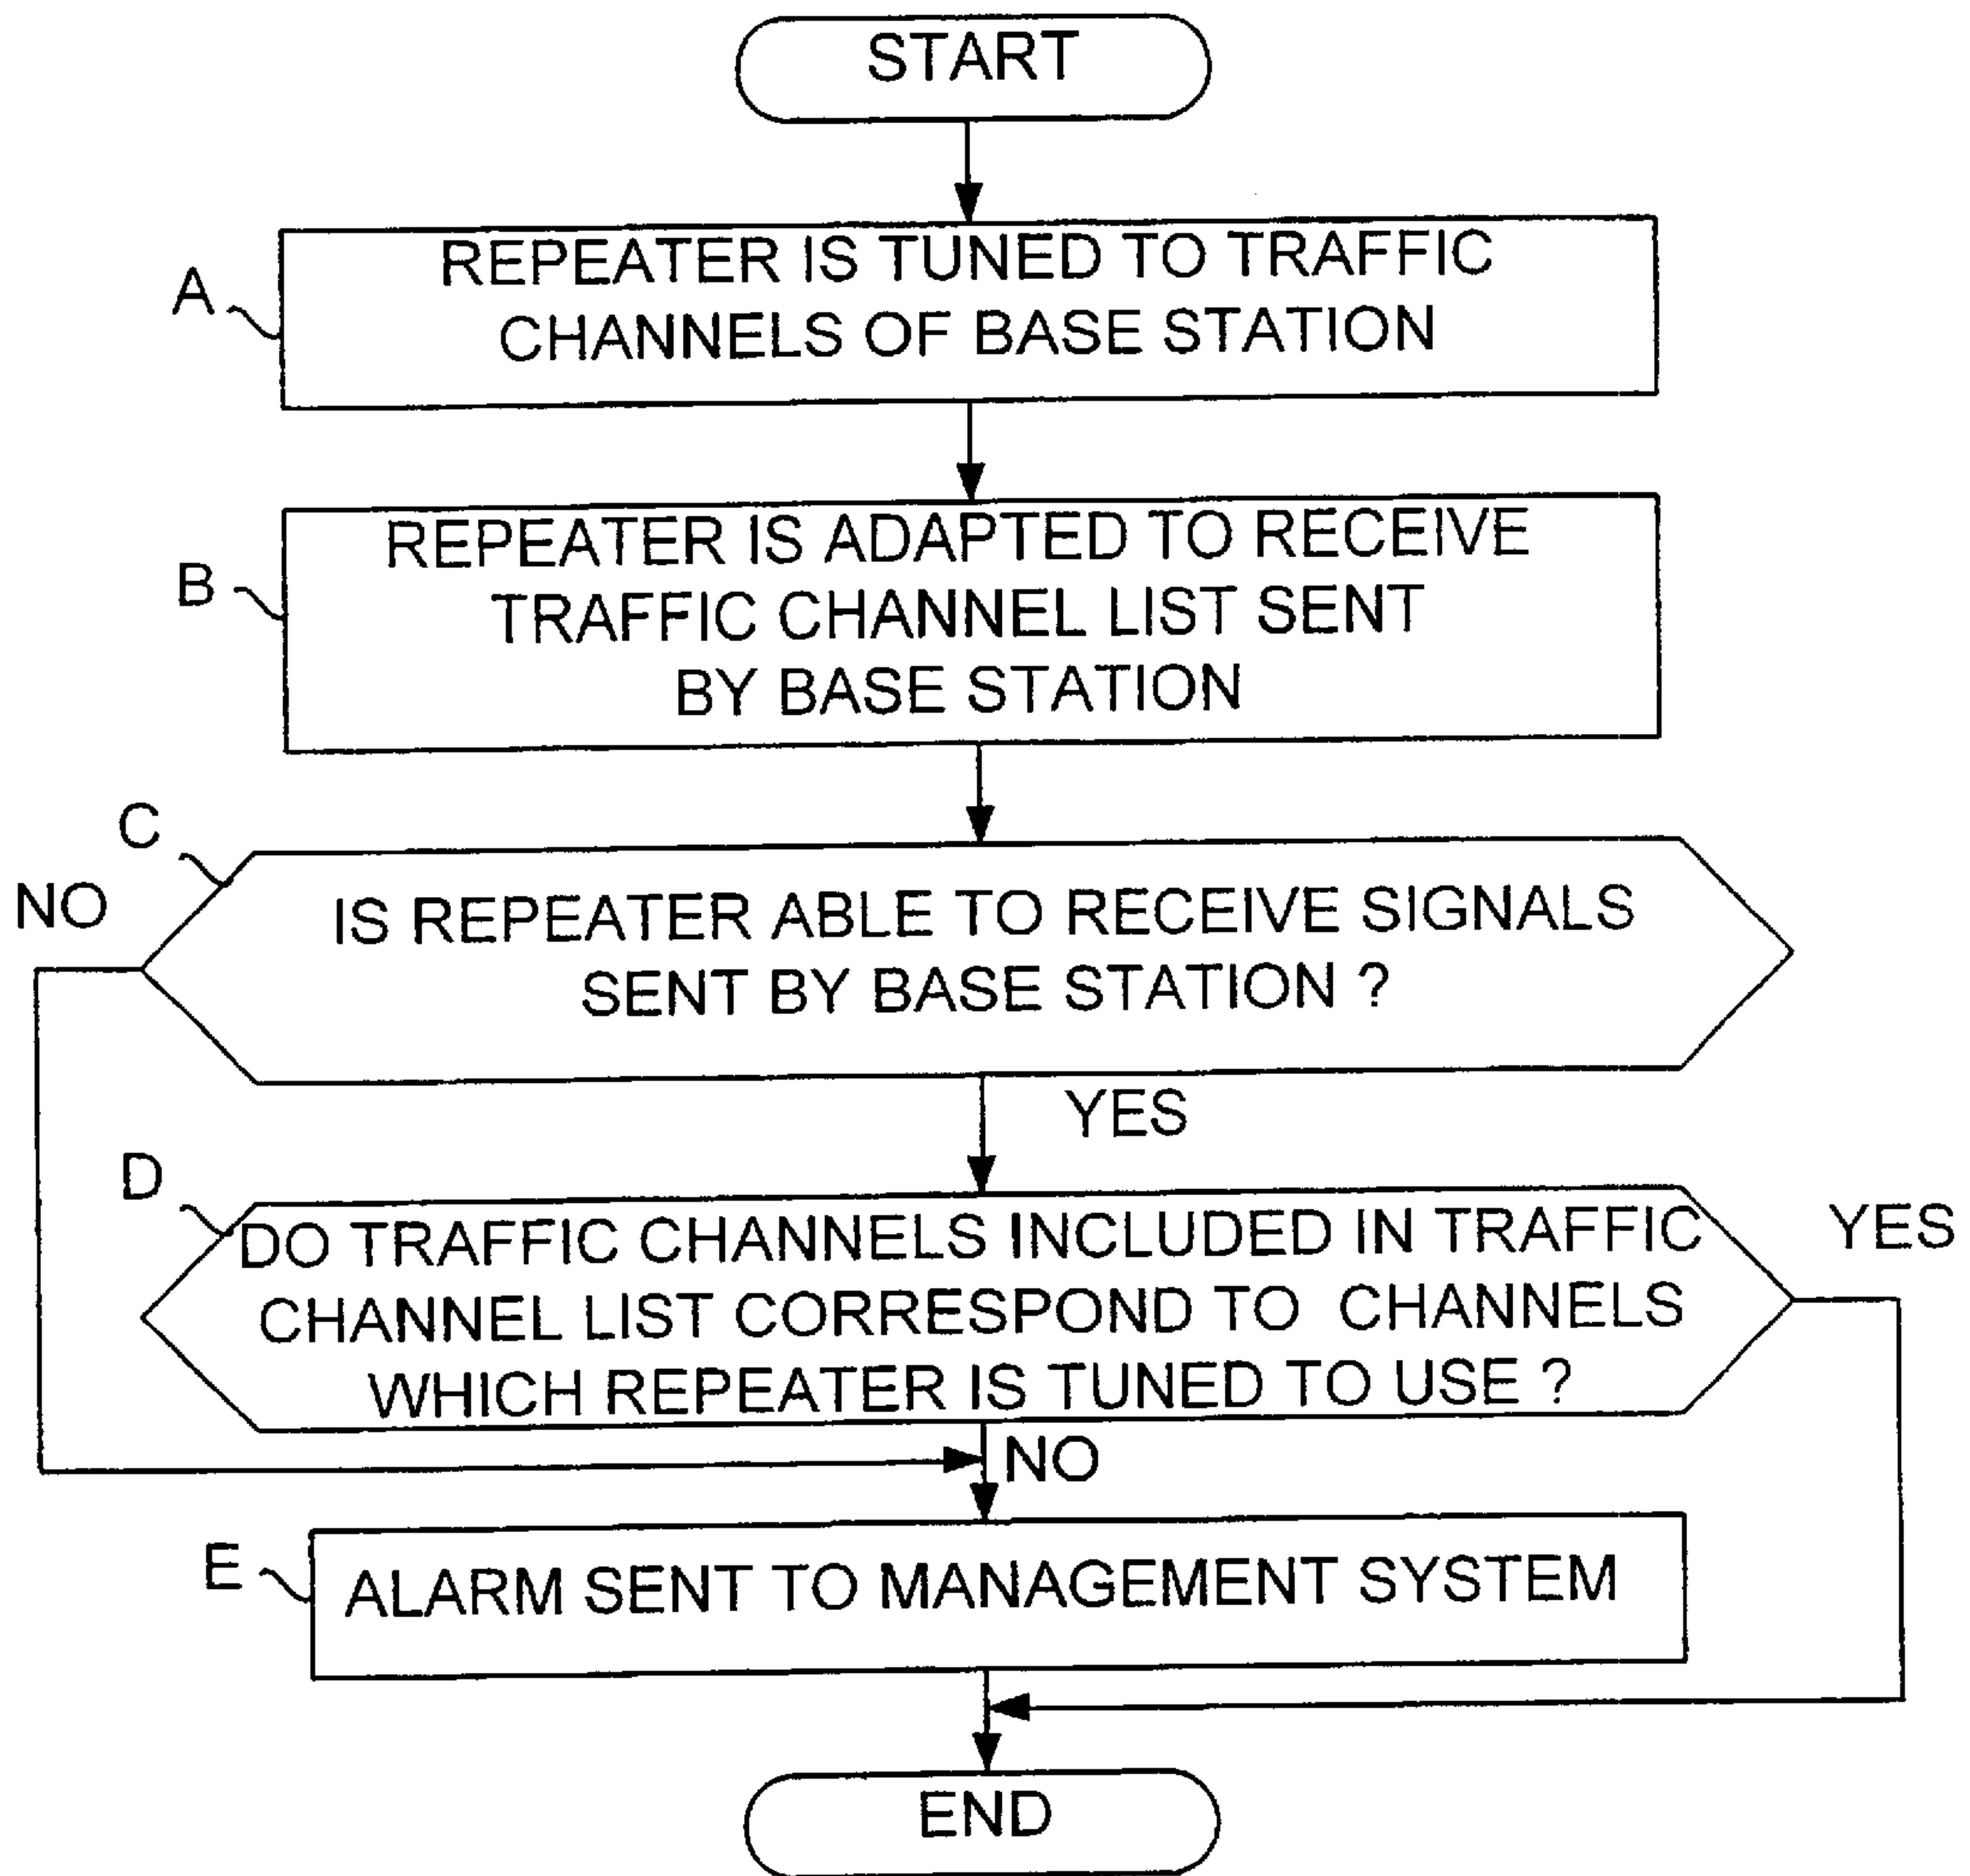 START
A
REPEATER IS TUNED TO TRAFFIC
CHANNELS OF BASE STATION
B
REPEATER IS ADAPTED TO RECEIVE
TRAFFIC CHANNEL LIST SENT
BY BASE STATION
C
NO
IS REPEATER ABLE TO RECEIVE SIGNALS
SENT BY BASE STATION ?
YES
D
DO TRAFFIC CHANNELS INCLUDED IN TRAFFIC
CHANNEL LIST CORRESPOND TO CHANNELS
WHICH REPEATER IS TUNED TO USE ?
YES
NO
E
ALARM SENT TO MANAGEMENT SYSTEM
END